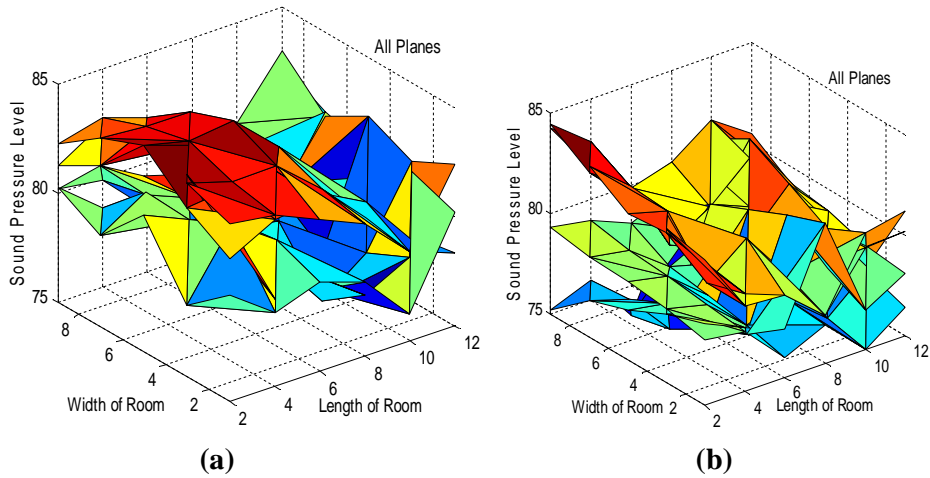 All Planes
85
80
75
Sound Pressure Level
8
6
4
2
Width of Room
2
4
6
8
10
12
Length of Room
(a)
All Planes
85
80
75
Sound Pressure Level
8
6
4
2
Width of Room
2
4
6
8
10
12
Length of Room
(b)